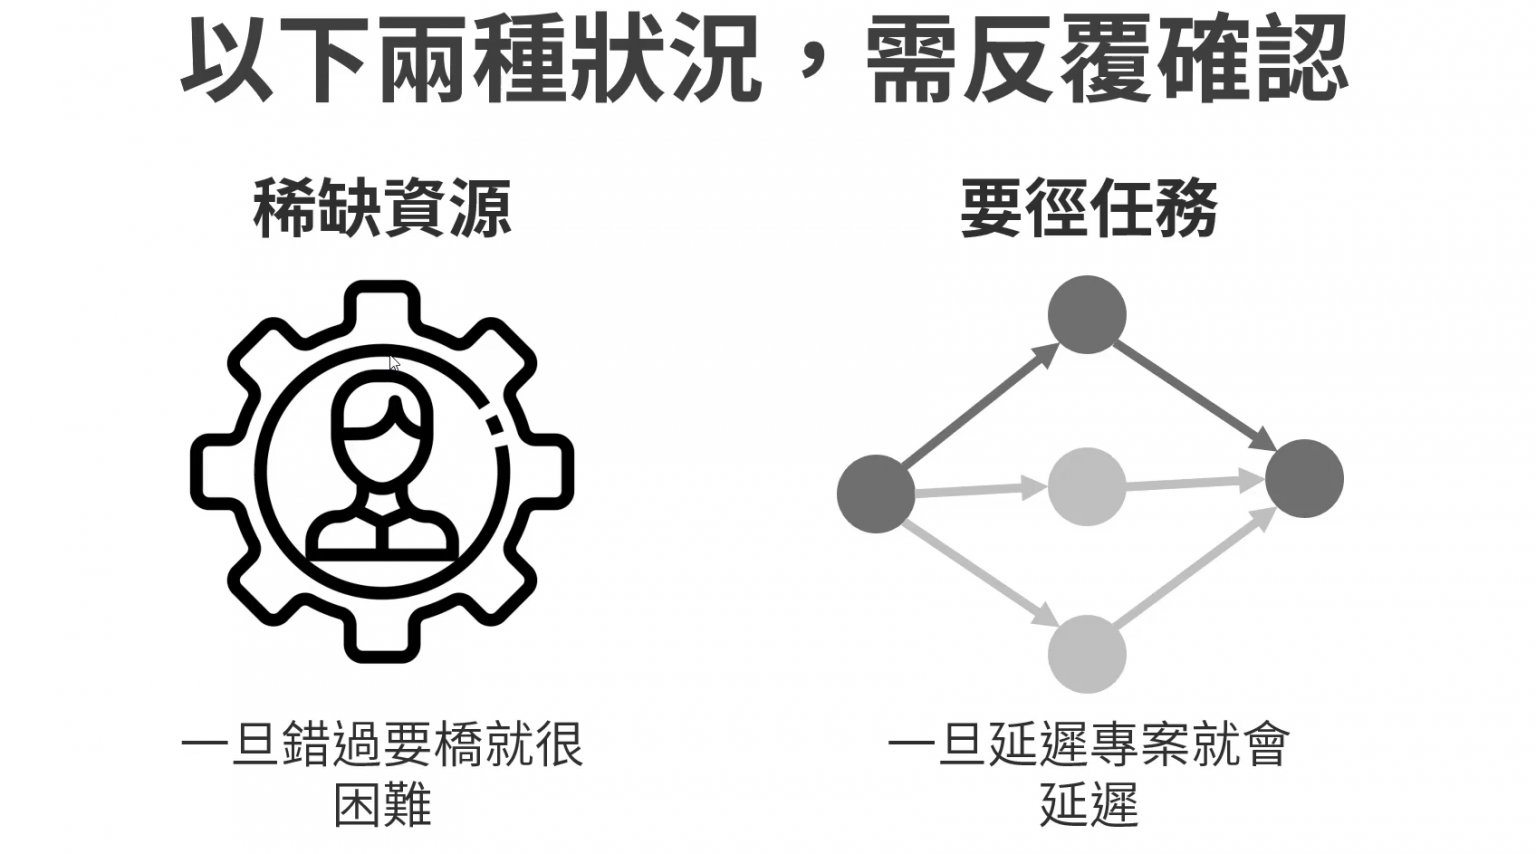 以下兩種狀況，需反覆確認
稀缺資源
要徑任務
一旦錯過要橋就很
困難
一旦延遲專案就會
延遲